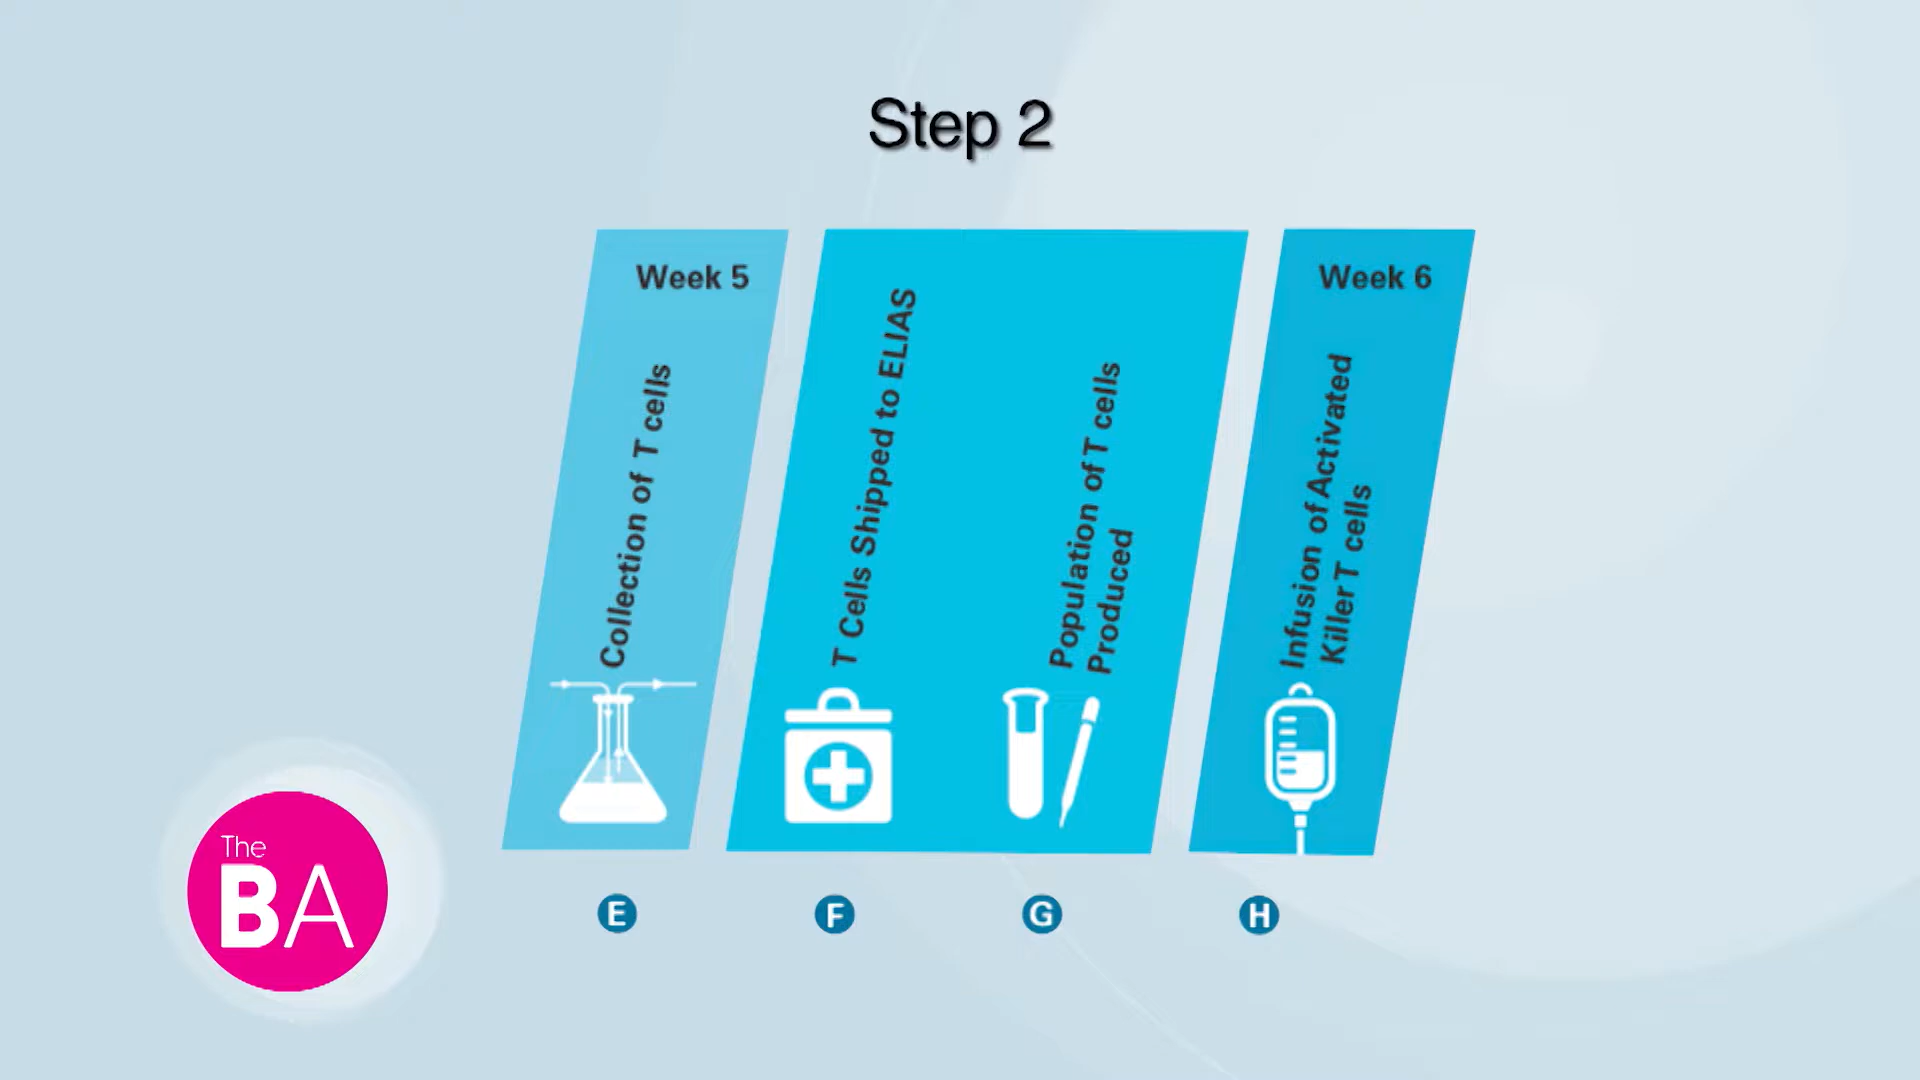 Step 2
Week 5
Collection of T cells
T Cells Shipped to ELIAS
Population of T cells
Produced
Week 6
Infusion of Activated
Killer T cells
E
F
G
H
The
BA